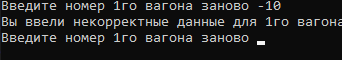 Введите номер 1го вагона заново -10
Вы ввели некорректные данные для 1го вагона
Введите номер 1го вагона заново